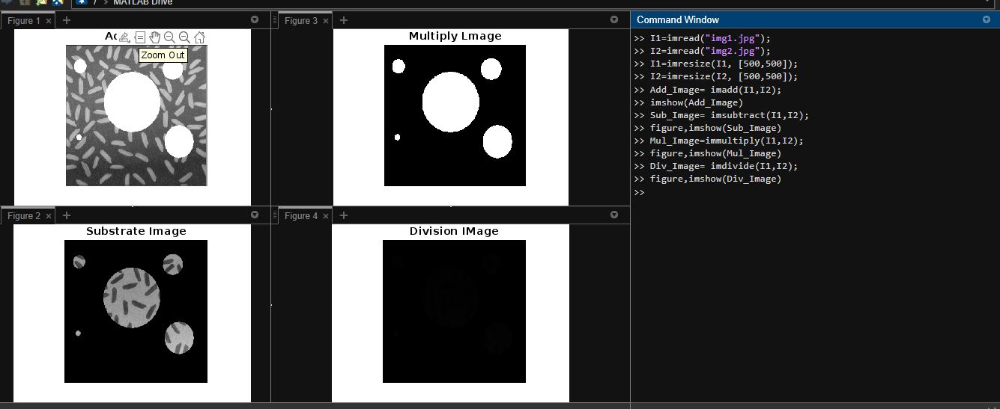 / > MATLAB Drive
Figure 1 ×
Figure 3 ×
Command Window
Zoom Out
Multiply Lmage
>> I1=imread("img1.jpg");
>> I2=imread("img2.jpg");
>> I1=imresize(I1, [500,500]);
>> I2=imresize(I2, [500,500]);
>> Add_Image= imadd(I1,I2);
>> imshow(Add_Image)
>> Sub_Image= imsubtract(I1,I2);
>> figure,imshow(Sub_Image)
>> Mul_Image=immultiply(I1,I2);
>> figure,imshow(Mul_Image)
>> Div_Image= imdivide(I1,I2);
>> figure,imshow(Div_Image)
>>
Figure 2 ×
Figure 4 ×
Substrate Image
Division IMage